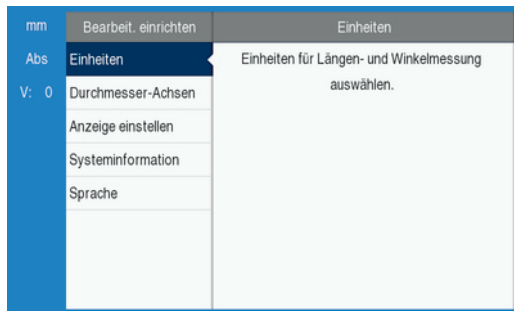 mm
Bearbeit. einrichten
Einheiten
Abs
Einheiten
Einheiten für Längen- und Winkelmessung
auswählen.
V: 0
Durchmesser-Achsen
Anzeige einstellen
Systeminformation
Sprache